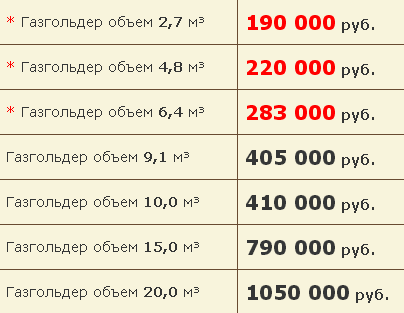 * Газгольдер объем 2,7 м³ 190 000 руб.
* Газгольдер объем 4,8 м³ 220 000 руб.
* Газгольдер объем 6,4 м³ 283 000 руб.
Газгольдер объем 9,1 м³ 405 000 руб.
Газгольдер объем 10,0 м³ 410 000 руб.
Газгольдер объем 15,0 м³ 790 000 руб.
Газгольдер объем 20,0 м³ 1050 000 руб.